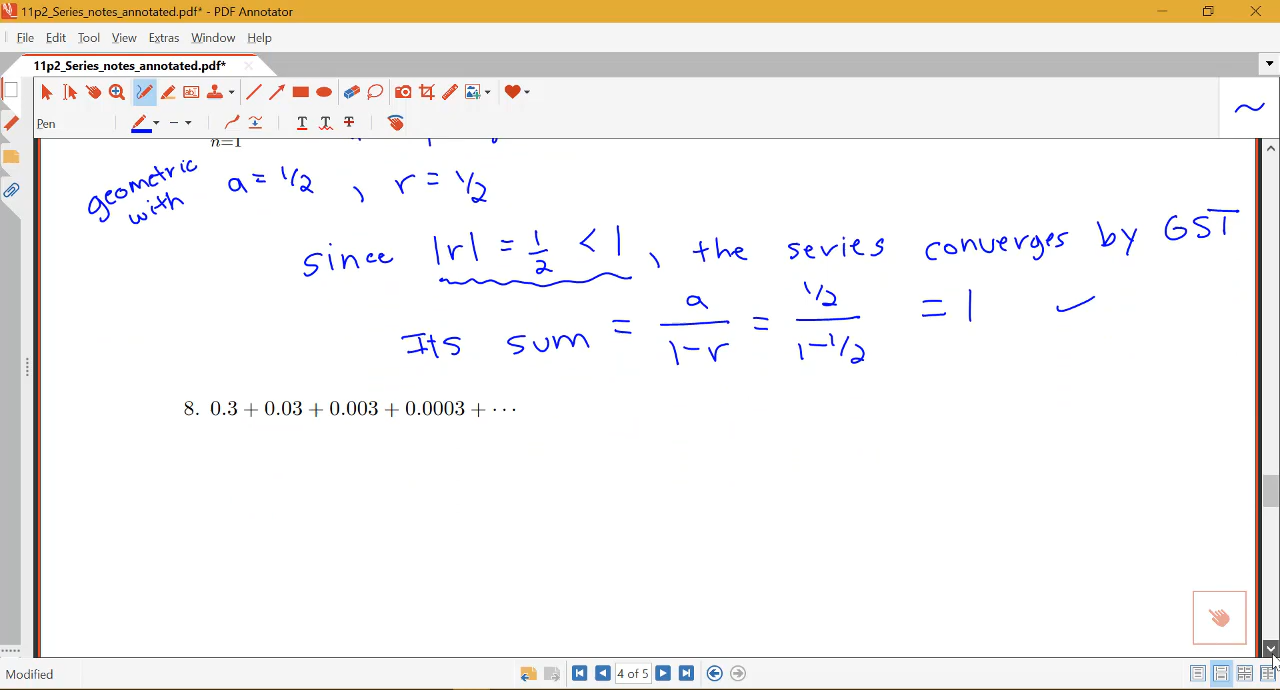 11p2_Series_notes_annotated.pdf* - PDF Annotator
File Edit Tool View Extras Window Help
11p2_Series_notes_annotated.pdf*
Pen
n=1
geometric with a = 1/2 , r = 1/2
since |r| = 1/2 < 1 , the series converges by GST
Its sum = a/(1-r) = (1/2)/(1-1/2) = 1 ✓
8. 0.3 + 0.03 + 0.003 + 0.0003 + ···
Modified
4 of 5